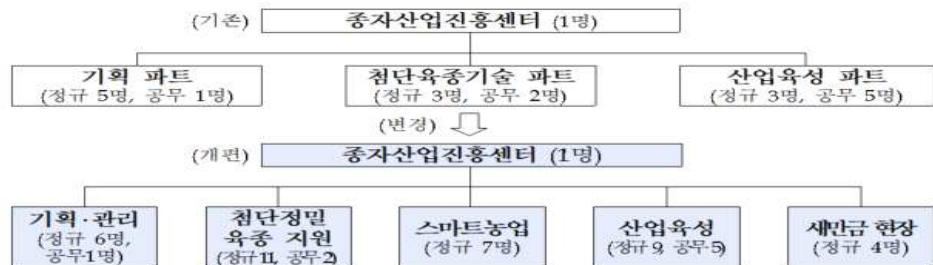 (기존) 종자산업진흥센터 (1명)
기획 파트
(정규 5명, 공무 1명)
첨단육종기술 파트
(정규 3명, 공무 2명)
산업육성 파트
(정규 3명, 공무 5명)
(변경)
(개편) 종자산업진흥센터 (1명)
기획·관리
(정규 6명,
공무1명)
첨단정밀
육종 지원
(정규11, 공무2)
스마트농업
(정규 7명)
산업육성
(정규9, 공무5)
새만금 현장
(정규 4명)